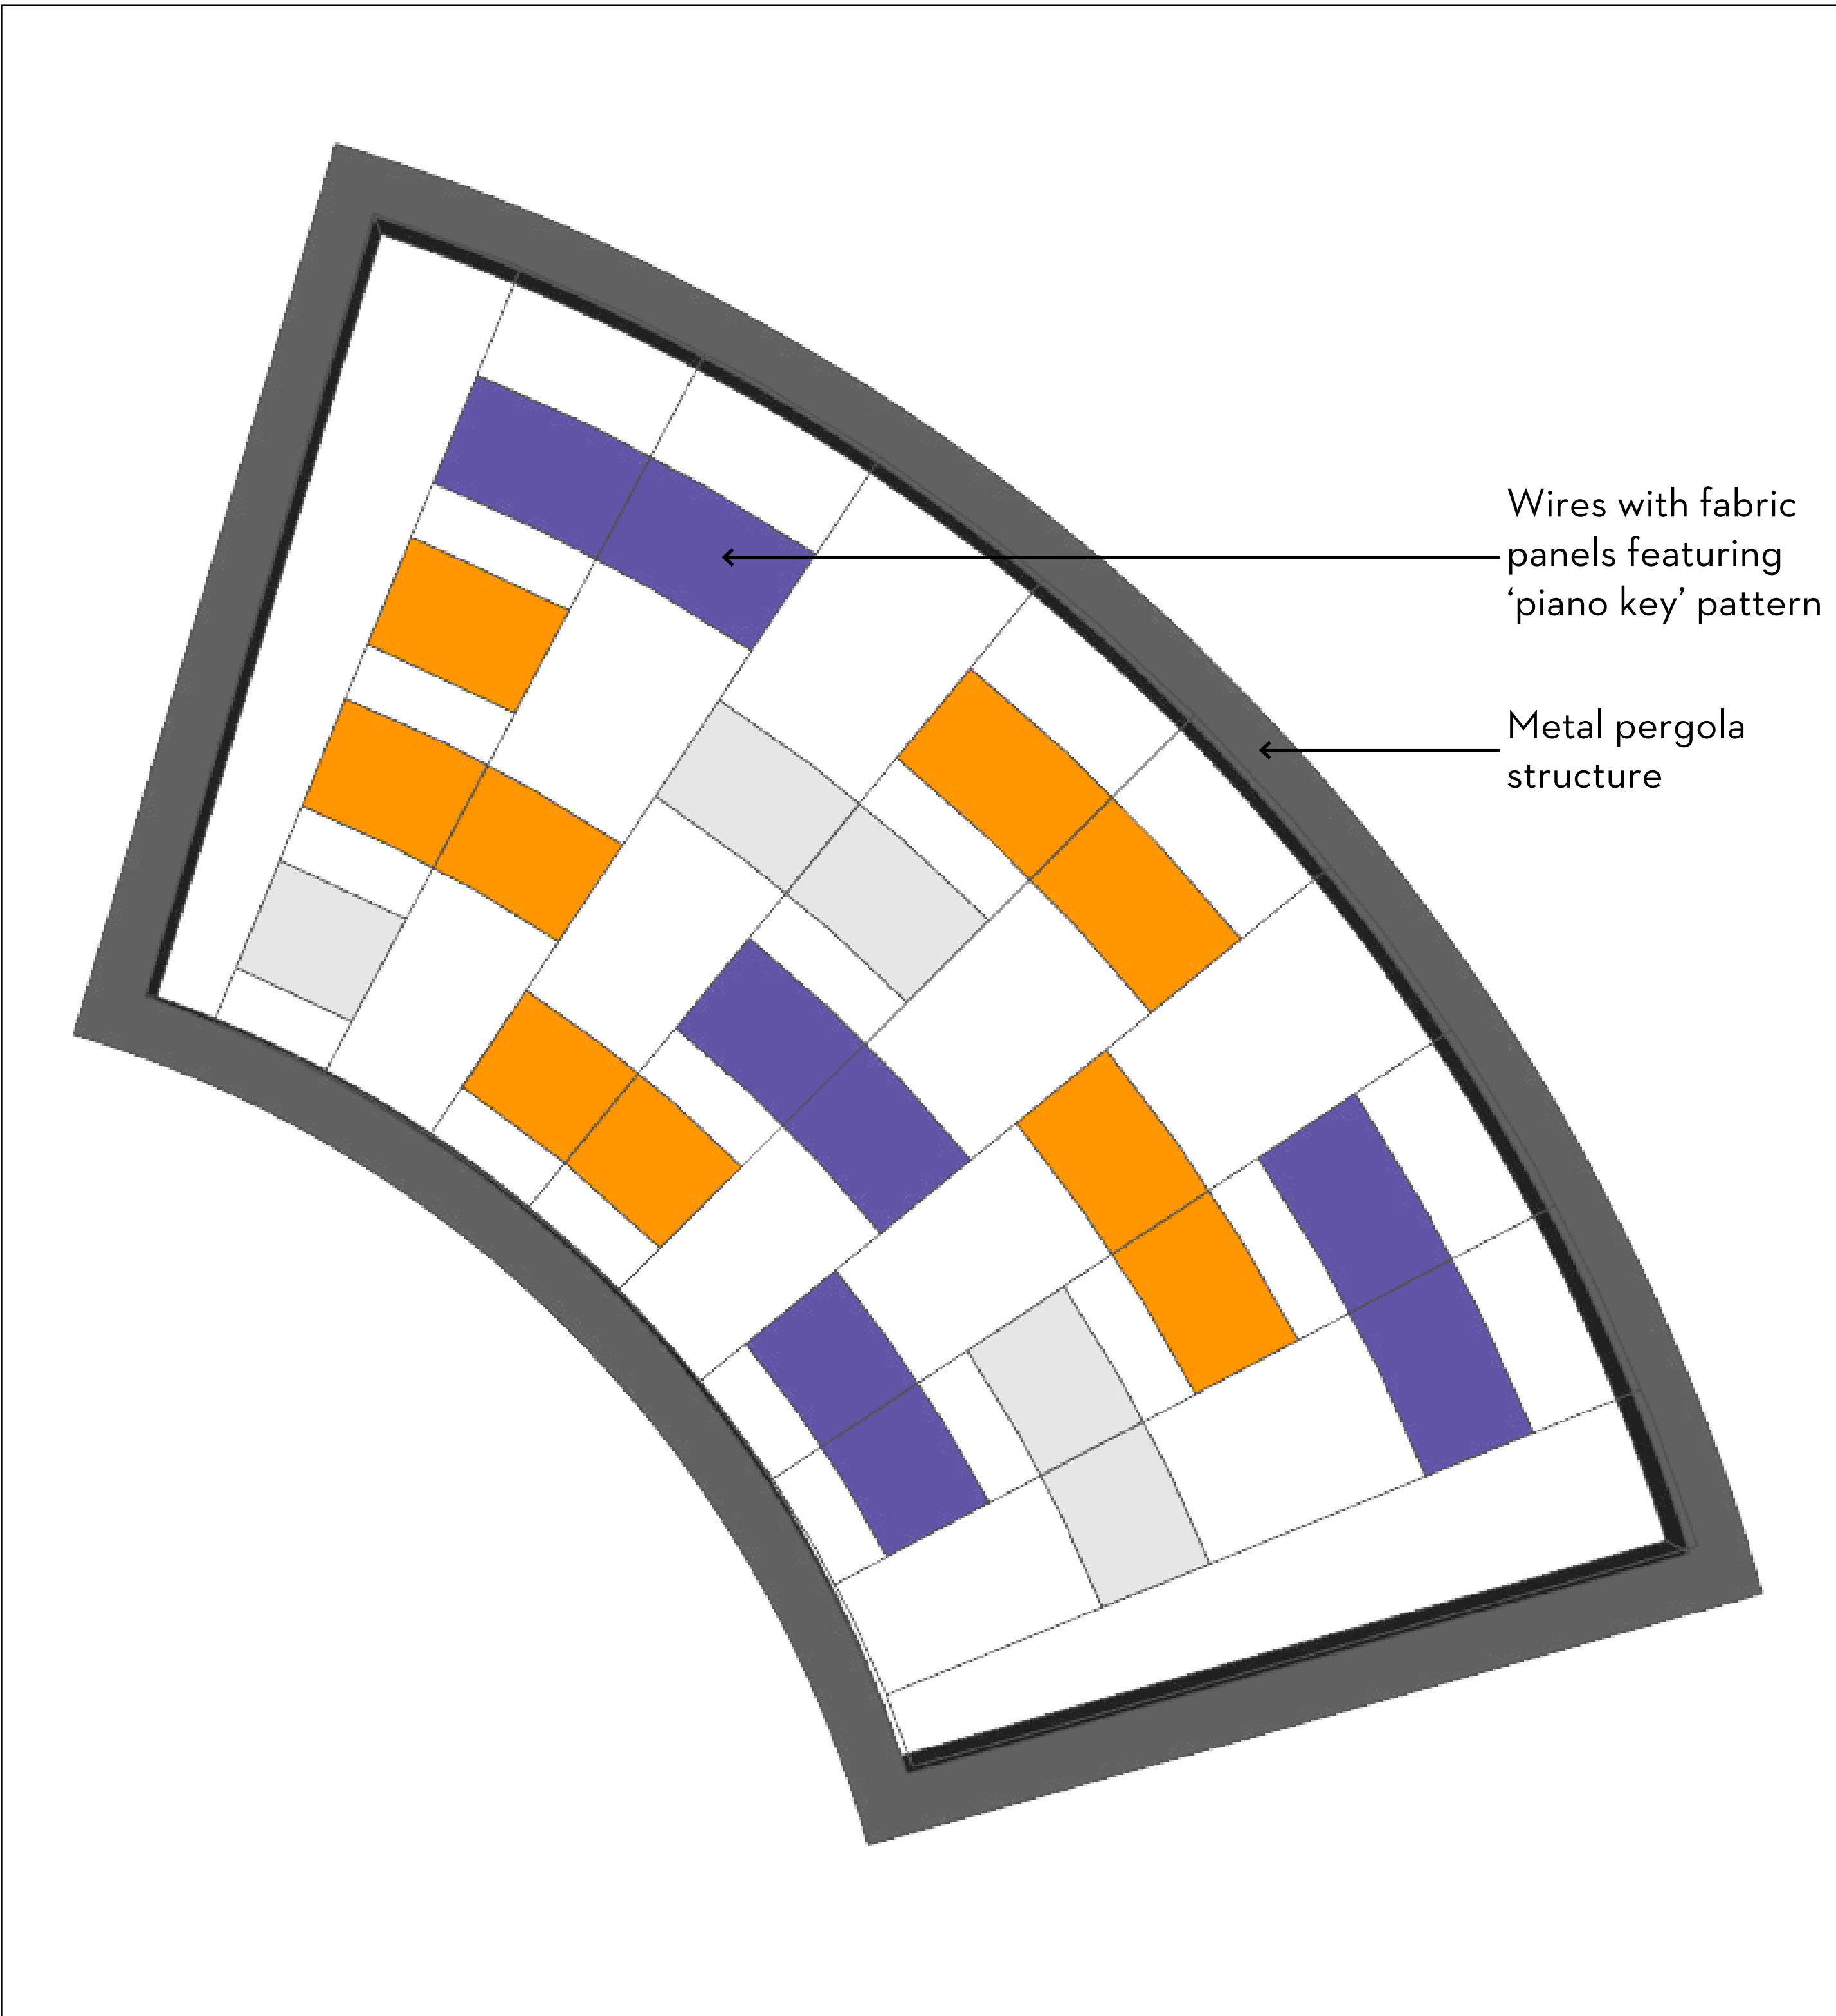 Wires with fabric
panels featuring
‘piano key’ pattern
Metal pergola
structure